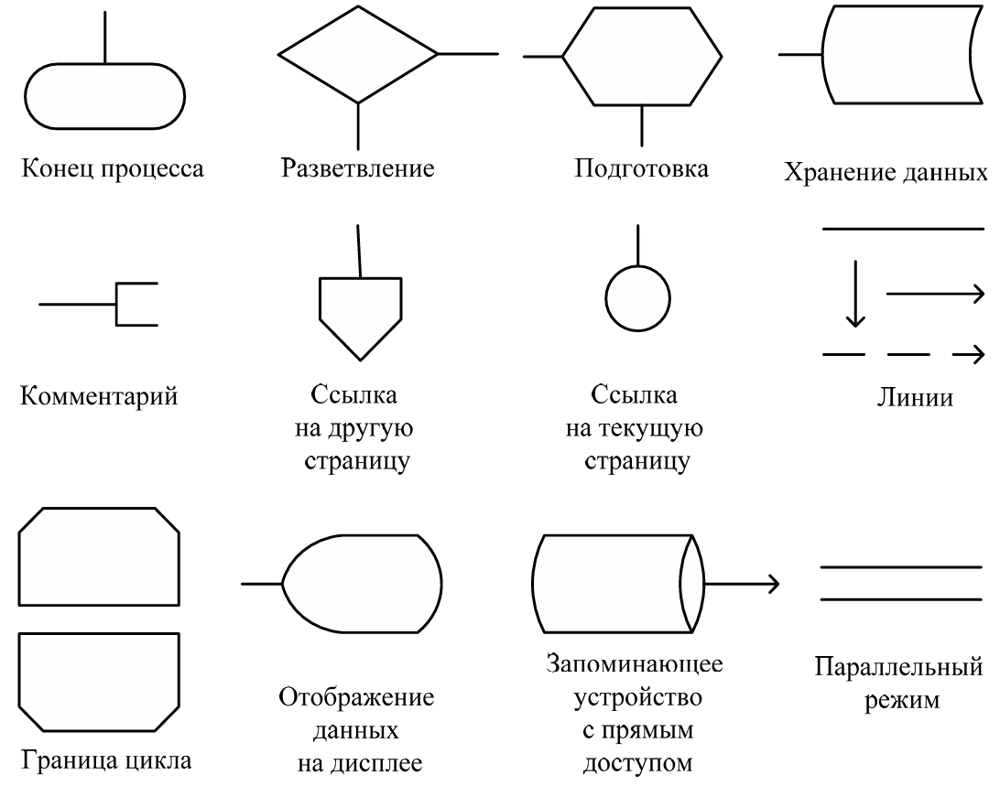 Конец процесса
Разветвление
Подготовка
Хранение данных
Комментарий
Ссылка
на другую
страницу
Ссылка
на текущую
страницу
Линии
Граница цикла
Отображение
данных
на дисплее
Запоминающее
устройство
с прямым
доступом
Параллельный
режим